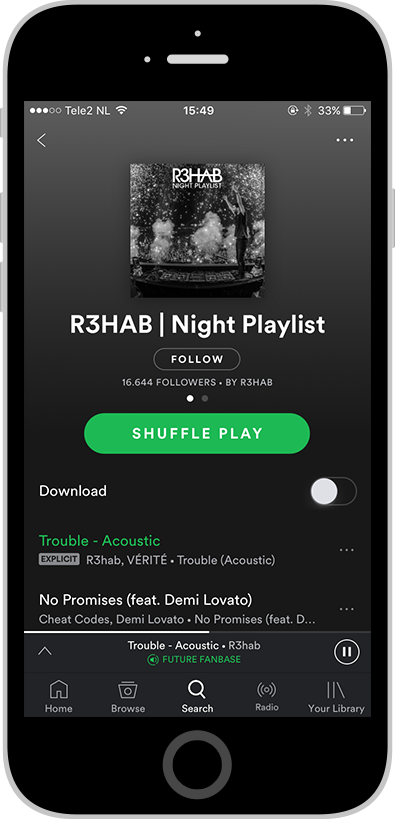 Tele2 NL 15:49 33%
R3HAB
NIGHT PLAYLIST
R3HAB | Night Playlist
FOLLOW
16.644 FOLLOWERS • BY R3HAB
SHUFFLE PLAY
Download
Trouble - Acoustic
EXPLICIT R3hab, VÉRITÉ • Trouble (Acoustic)
No Promises (feat. Demi Lovato)
Cheat Codes, Demi Lovato • No Promises (feat. D...
Trouble - Acoustic • R3hab
FUTURE FANBASE
Home Browse Search Radio Your Library